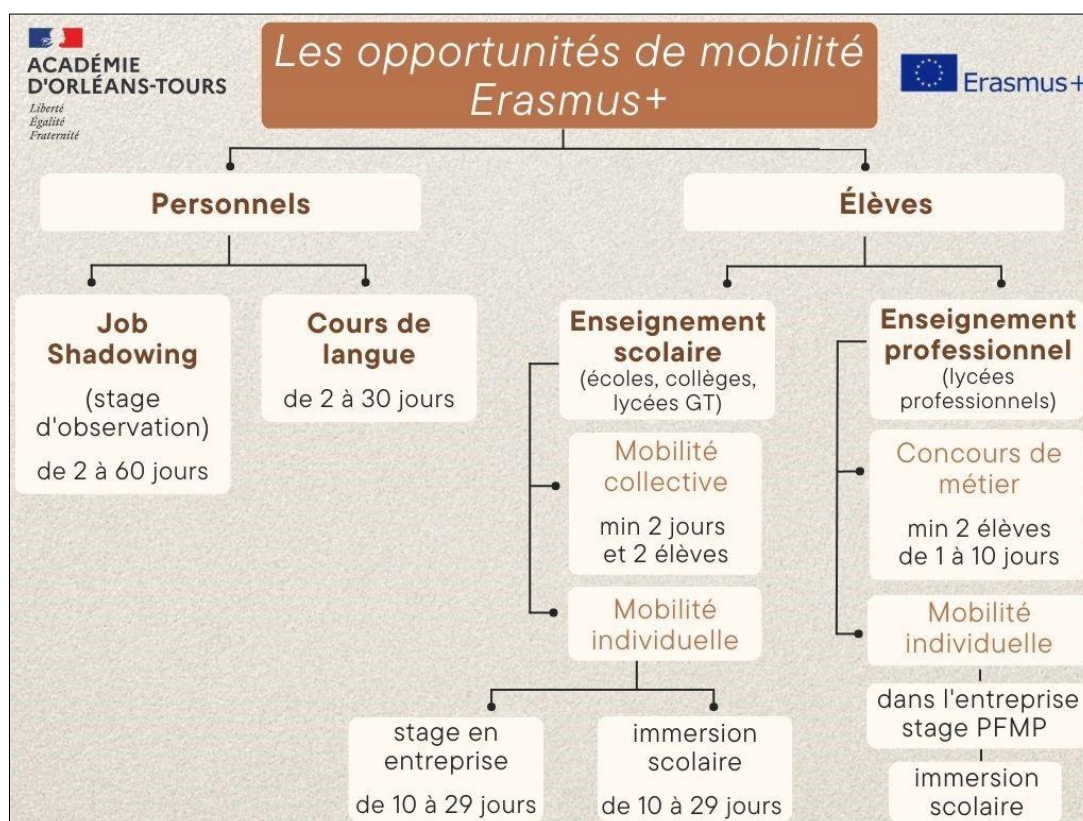 ACADÉMIE
D'ORLÉANS-TOURS
Liberté
Égalité
Fraternité
Les opportunités de mobilité
Erasmus+
Erasmus+
Personnels
Élèves
Job
Shadowing
(stage
d'observation)
de 2 à 60 jours
Cours de
langue
de 2 à 30 jours
Enseignement
scolaire
(écoles, collèges,
lycées GT)
Mobilité
collective
min 2 jours
et 2 élèves
Mobilité
individuelle
stage en
entreprise
de 10 à 29 jours
immersion
scolaire
de 10 à 29 jours
Enseignement
professionnel
(lycées
professionnels)
Concours de
métier
min 2 élèves
de 1 à 10 jours
Mobilité
individuelle
dans l'entreprise
stage PFMP
immersion
scolaire